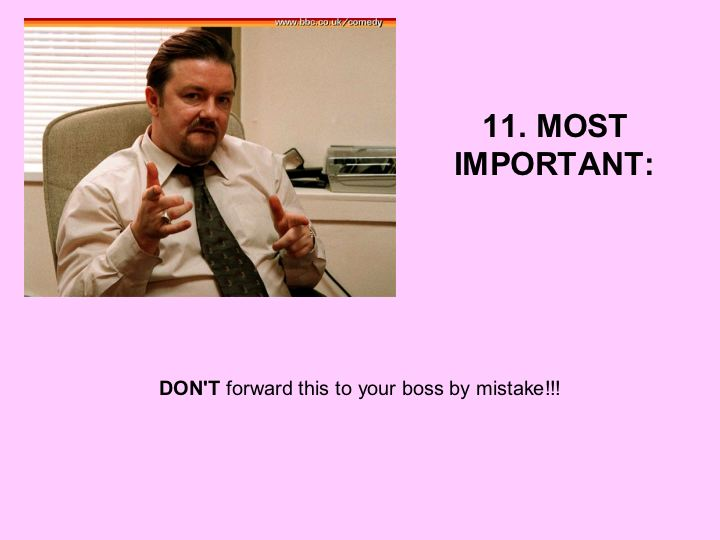 www.bbc.co.uk/comedy
11. MOST
IMPORTANT:
DON'T forward this to your boss by mistake!!!